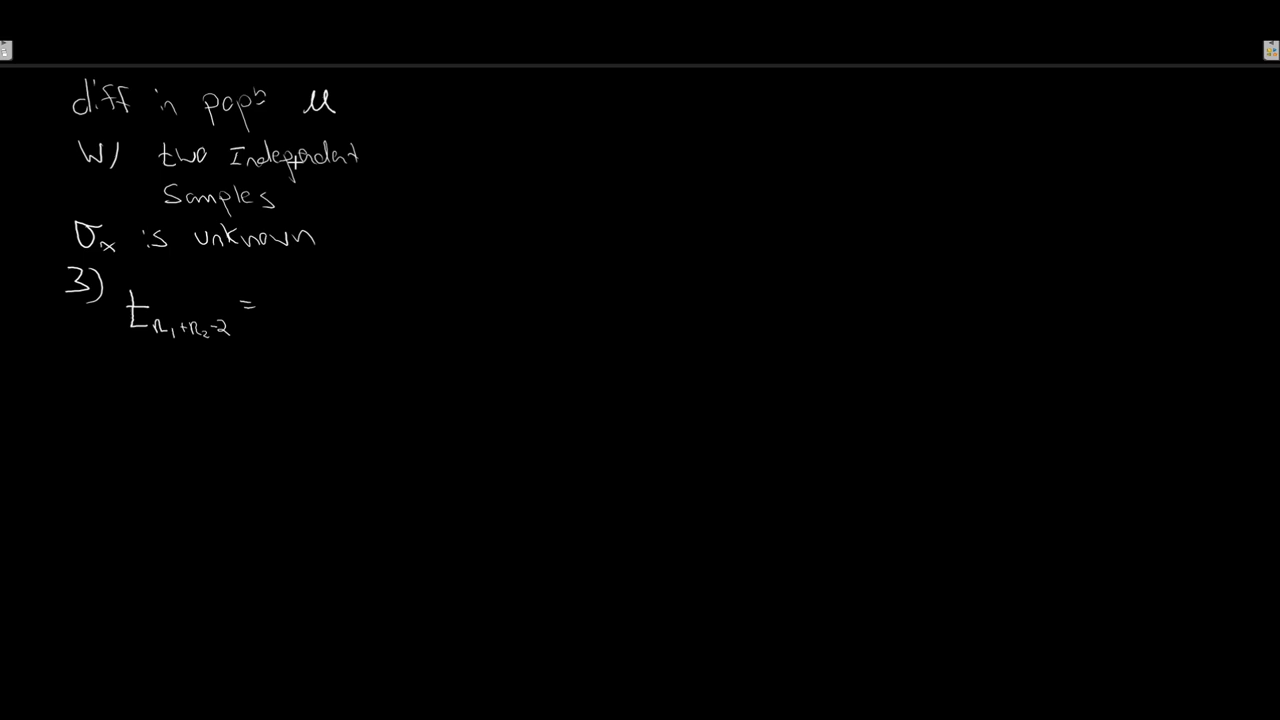 diff in popⁿ μ
w/ two Independent
Samples
σₓ is unknown
3)
t_{n₁+n₂-2} =